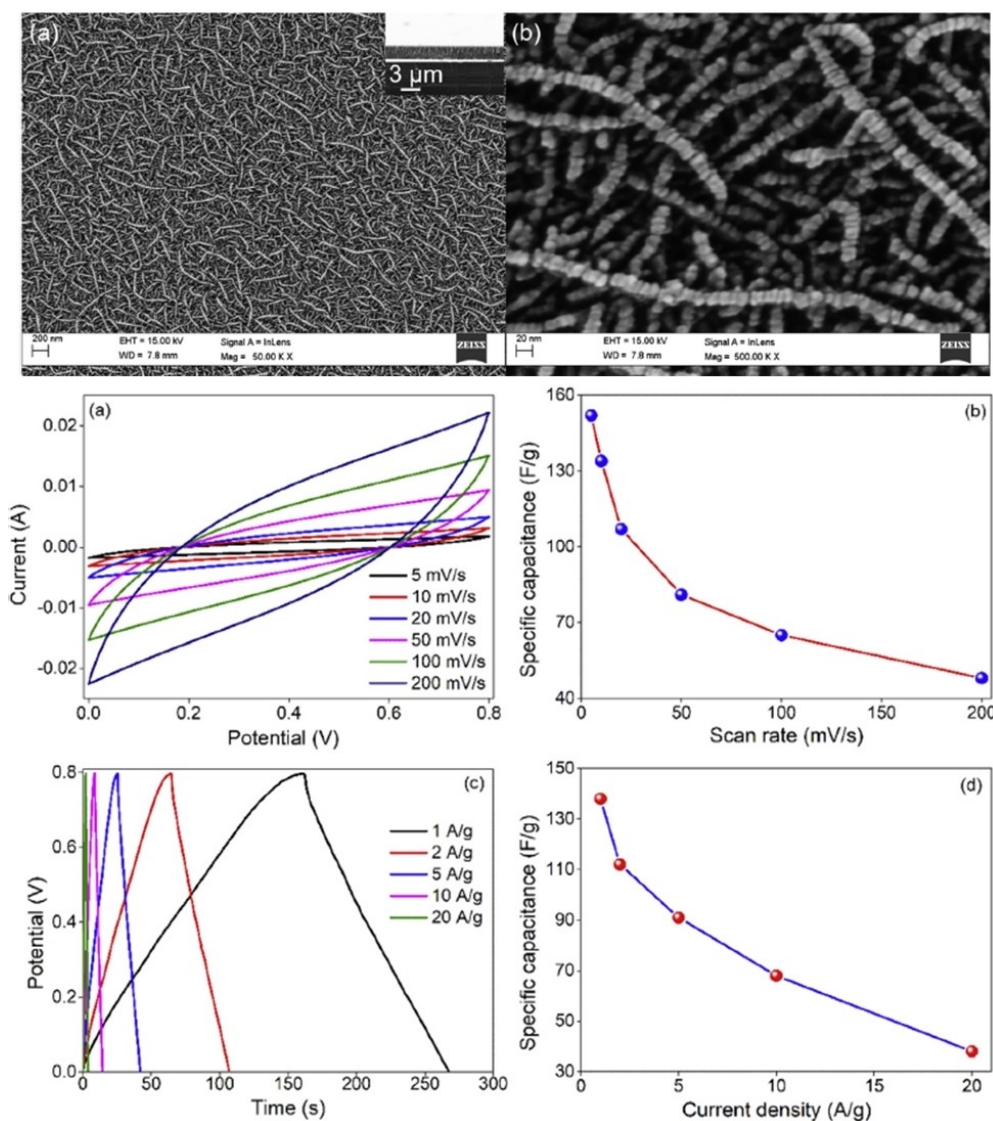 (a)
3 µm
200 nm
EHT = 15.00 kV
Signal A = InLens
WD = 7.8 mm
Mag = 50.00 K X
ZEISS
(b)
20 nm
EHT = 15.00 kV
Signal A = InLens
WD = 7.8 mm
Mag = 500.00 K X
ZEISS
(a)
Current (A)
0.02
0.01
0.00
-0.01
-0.02
5 mV/s
10 mV/s
20 mV/s
50 mV/s
100 mV/s
200 mV/s
0.0 0.2 0.4 0.6 0.8
Potential (V)
(b)
Specific capacitance (F/g)
160
130
100
70
40
0 50 100 150 200
Scan rate (mV/s)
(c)
Potential (V)
0.8
0.6
0.4
0.2
0.0
1 A/g
2 A/g
5 A/g
10 A/g
20 A/g
0 50 100 150 200 250 300
Time (s)
(d)
Specific capacitance (F/g)
150
130
110
90
70
50
30
5 10 15 20
Current density (A/g)